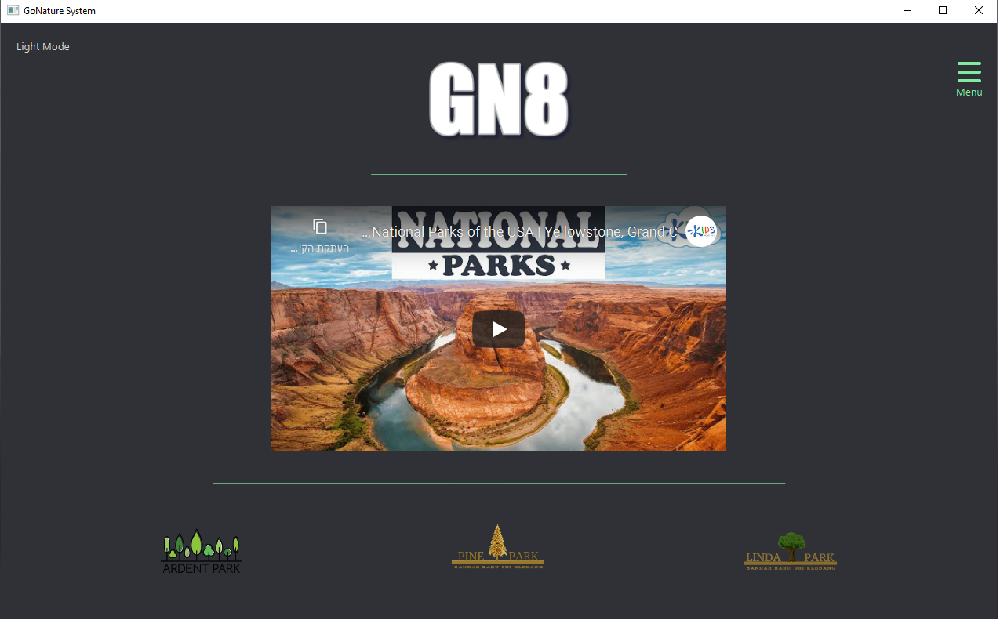 GoNature System
Light Mode
GN8
Menu
NATIONAL
...National Parks of the USA | Yellowstone, Grand C
KIDS
העתקת הקי...
PARKS
ARDENT PARK
PINE PARK
BANDAR BARU SRI KLEBANG
LINDA PARK
BANDAR BARU SRI KLEBANG